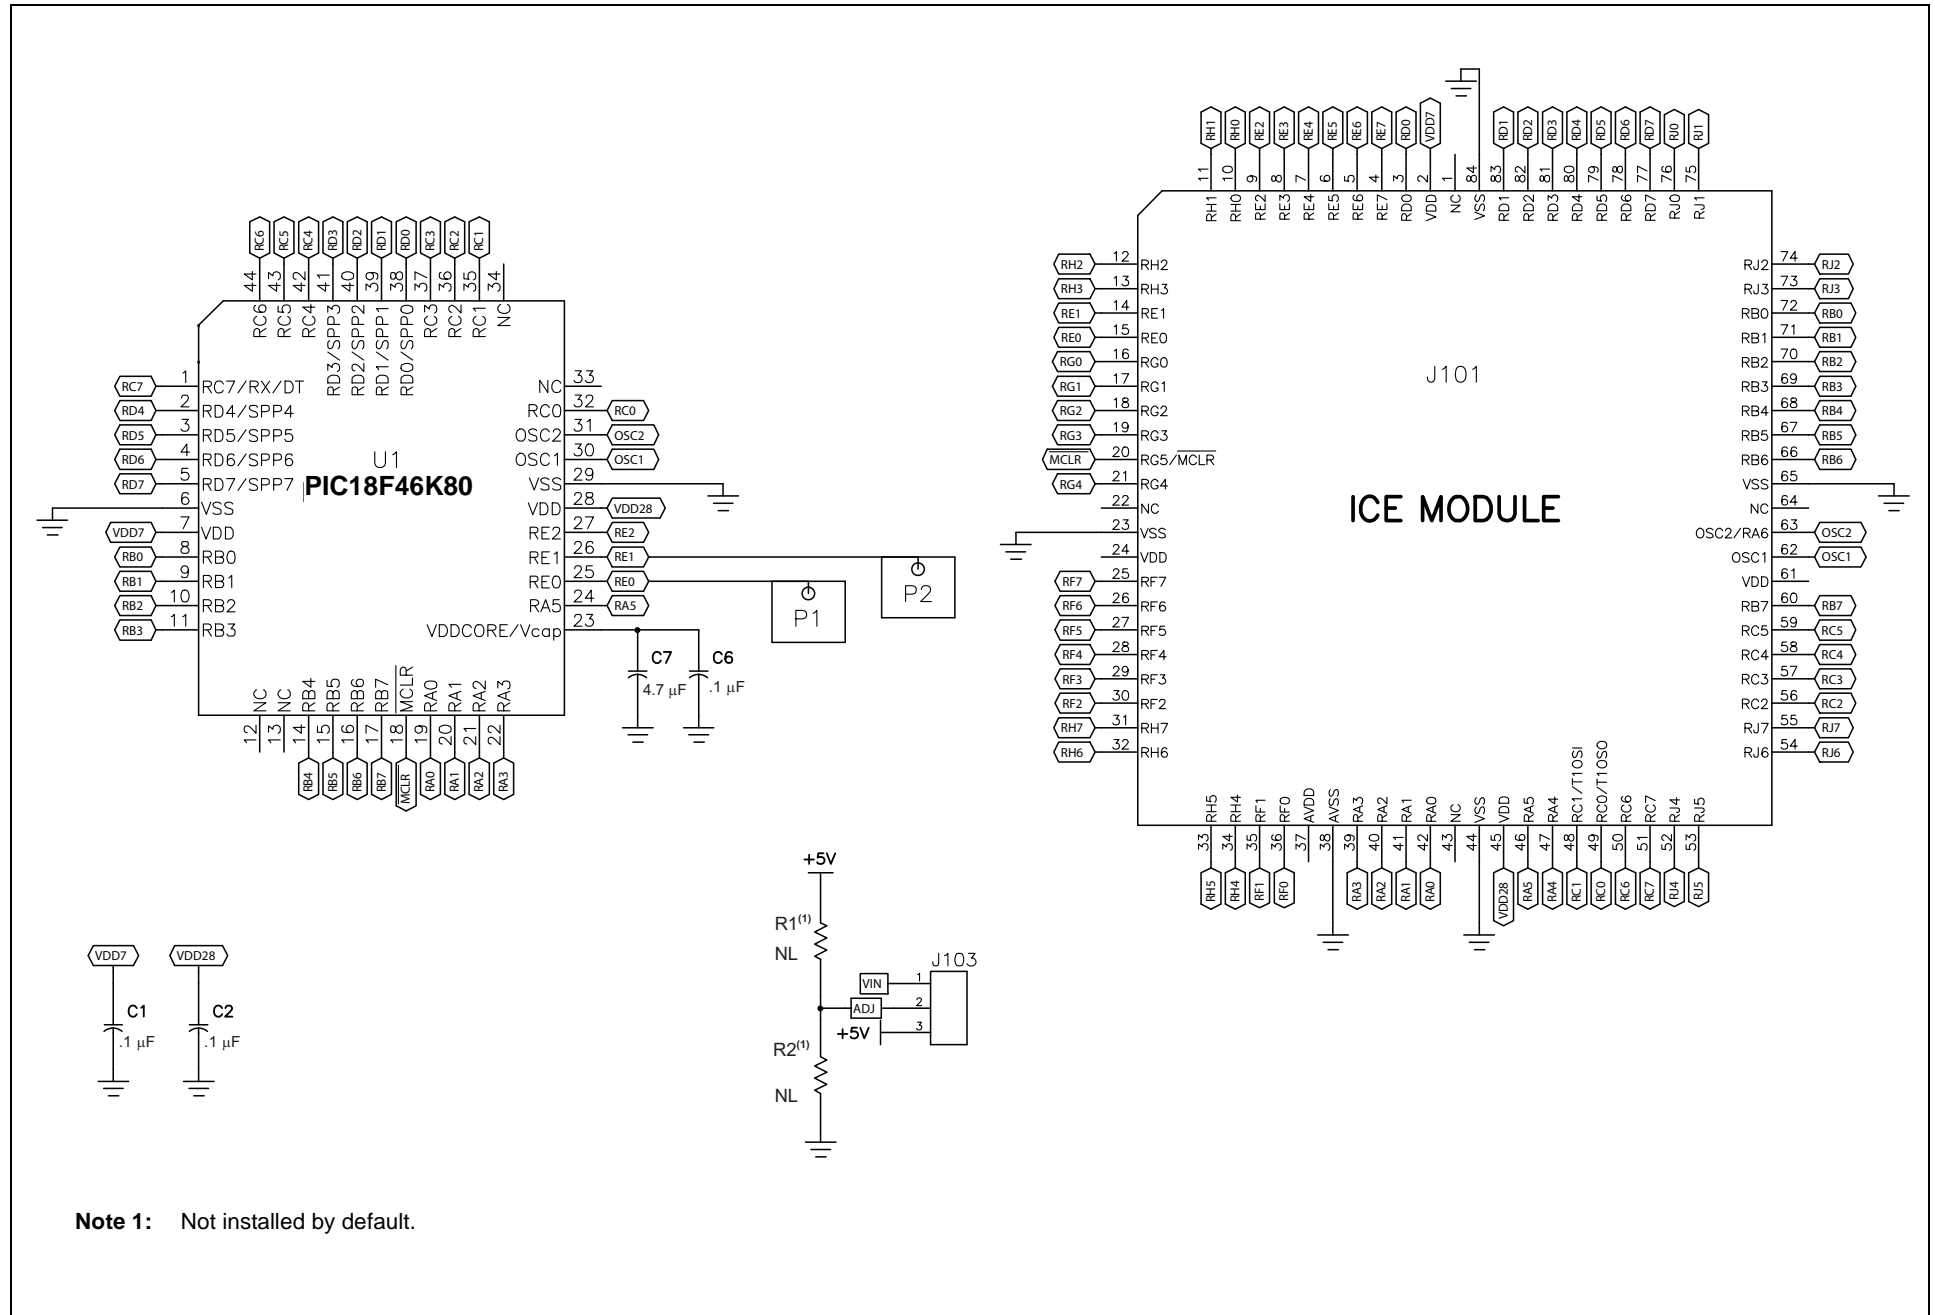 RC6 RC5 RC4 RD3 RD2 RD1 RD0 RC3 RC2 RC1
44 43 42 41 40 39 38 37 36 35 34
RC6 RC5 RC4 RD3/SPP3 RD2/SPP2 RD1/SPP1 RD0/SPP0 RC3 RC2 RC1 NC
RC7 1 RC7/RX/DT
RD4 2 RD4/SPP4
RD5 3 RD5/SPP5
RD6 4 RD6/SPP6
RD7 5 RD7/SPP7
6 VSS
VDD7 7 VDD
RB0 8 RB0
RB1 9 RB1
RB2 10 RB2
RB3 11 RB3
U1
PIC18F46K80
NC 33
RC0 32 RC0
OSC2 31 OSC2
OSC1 30 OSC1
VSS 29
VDD 28 VDD28
RE2 27 RE2
RE1 26 RE1
RE0 25 RE0
RA5 24 RA5
VDDCORE/Vcap 23
P1
P2
C7
4.7 µF
C6
.1 µF
NC NC RB4 RB5 RB6 RB7 MCLR RA0 RA1 RA2 RA3
12 13 14 15 16 17 18 19 20 21 22
RB4 RB5 RB6 RB7 MCLR RA0 RA1 RA2 RA3
RH1 RH0 RE2 RE3 RE4 RE5 RE6 RE7 RD0 VDD7 RD1 RD2 RD3 RD4 RD5 RD6 RD7 RJ0 RJ1
11 10 9 8 7 6 5 4 3 2 1 84 83 82 81 80 79 78 77 76 75
RH1 RH0 RE2 RE3 RE4 RE5 RE6 RE7 RD0 VDD NC VSS RD1 RD2 RD3 RD4 RD5 RD6 RD7 RJ0 RJ1
RH2 12 RH2
RH3 13 RH3
RE1 14 RE1
RE0 15 RE0
RG0 16 RG0
RG1 17 RG1
RG2 18 RG2
RG3 19 RG3
MCLR 20 RG5/MCLR
RG4 21 RG4
22 NC
23 VSS
24 VDD
RF7 25 RF7
RF6 26 RF6
RF5 27 RF5
RF4 28 RF4
RF3 29 RF3
RF2 30 RF2
RH7 31 RH7
RH6 32 RH6
J101
ICE MODULE
RJ2 74 RJ2
RJ3 73 RJ3
RB0 72 RB0
RB1 71 RB1
RB2 70 RB2
RB3 69 RB3
RB4 68 RB4
RB5 67 RB5
RB6 66 RB6
VSS 65
NC 64
OSC2/RA6 63 OSC2
OSC1 62 OSC1
VDD 61
RB7 60 RB7
RC5 59 RC5
RC4 58 RC4
RC3 57 RC3
RC2 56 RC2
RJ7 55 RJ7
RJ6 54 RJ6
RH5 RH4 RF1 RF0 AVDD AVSS RA3 RA2 RA1 RA0 NC VSS VDD RA5 RA4 RC1/T1OSI RC0/T1OSO RC6 RC7 RJ4 RJ5
33 34 35 36 37 38 39 40 41 42 43 44 45 46 47 48 49 50 51 52 53
RH5 RH4 RF1 RF0 RA3 RA2 RA1 RA0 VDD28 RA5 RA4 RC1 RC0 RC6 RC7 RJ4 RJ5
VDD7 VDD28
C1 C2
.1 µF .1 µF
+5V
R1(1)
NL
J103
VIN 1
ADJ 2
+5V 3
R2(1)
NL
Note 1: Not installed by default.